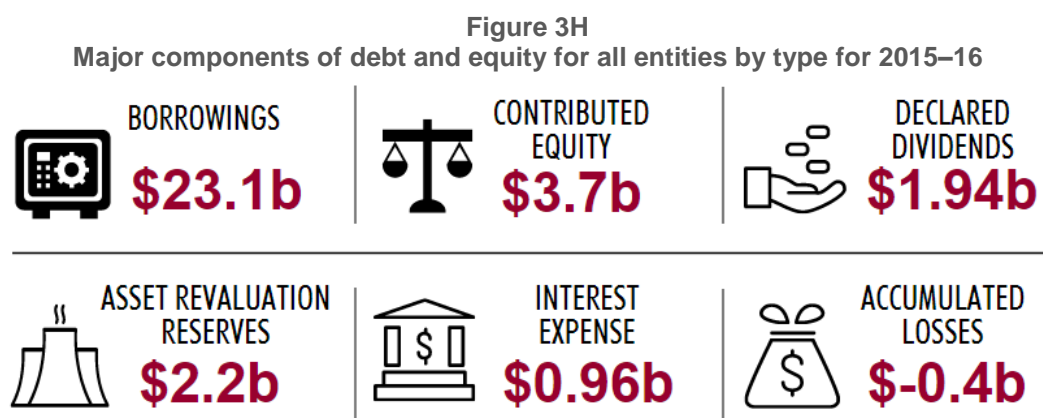 Figure 3H
Major components of debt and equity for all entities by type for 2015–16
BORROWINGS
$23.1b
CONTRIBUTED
EQUITY
$3.7b
DECLARED
DIVIDENDS
$1.94b
ASSET REVALUATION
RESERVES
$2.2b
INTEREST
EXPENSE
$
$0.96b
ACCUMULATED
LOSSES
$
$-0.4b